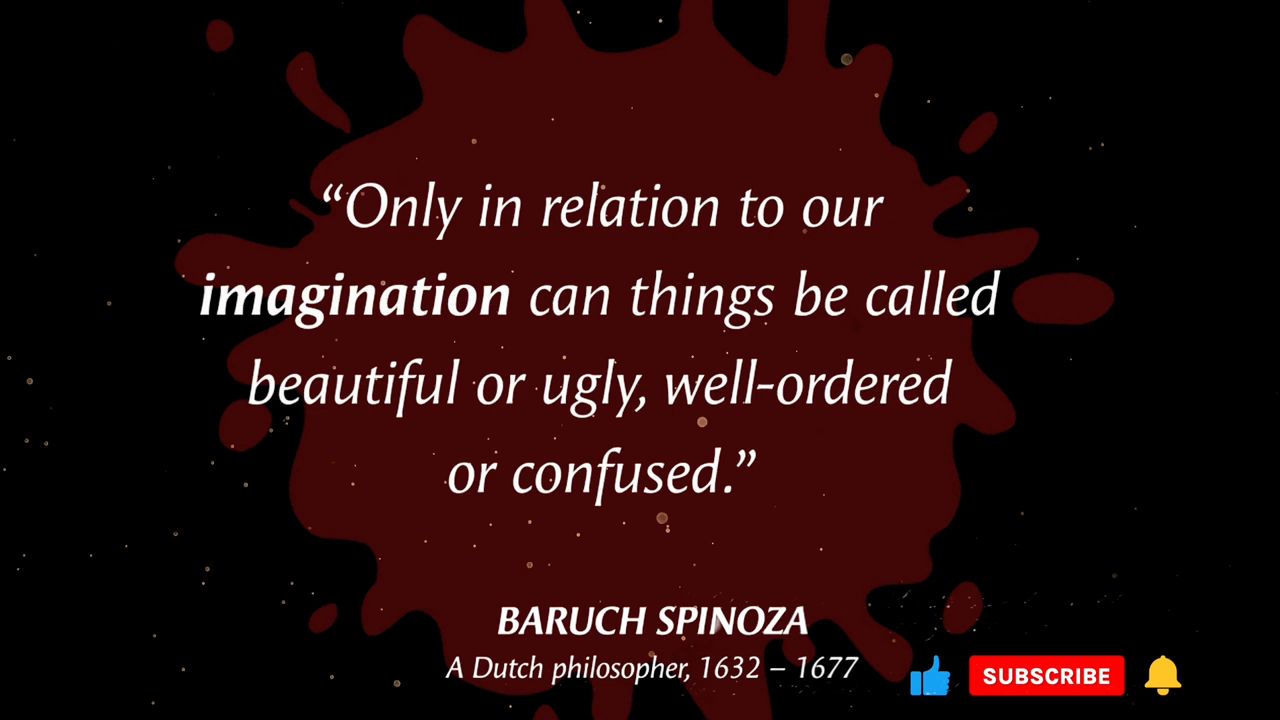 “Only in relation to our
imagination can things be called
beautiful or ugly, well-ordered
or confused.”
BARUCH SPINOZA
A Dutch philosopher, 1632 – 1677
SUBSCRIBE